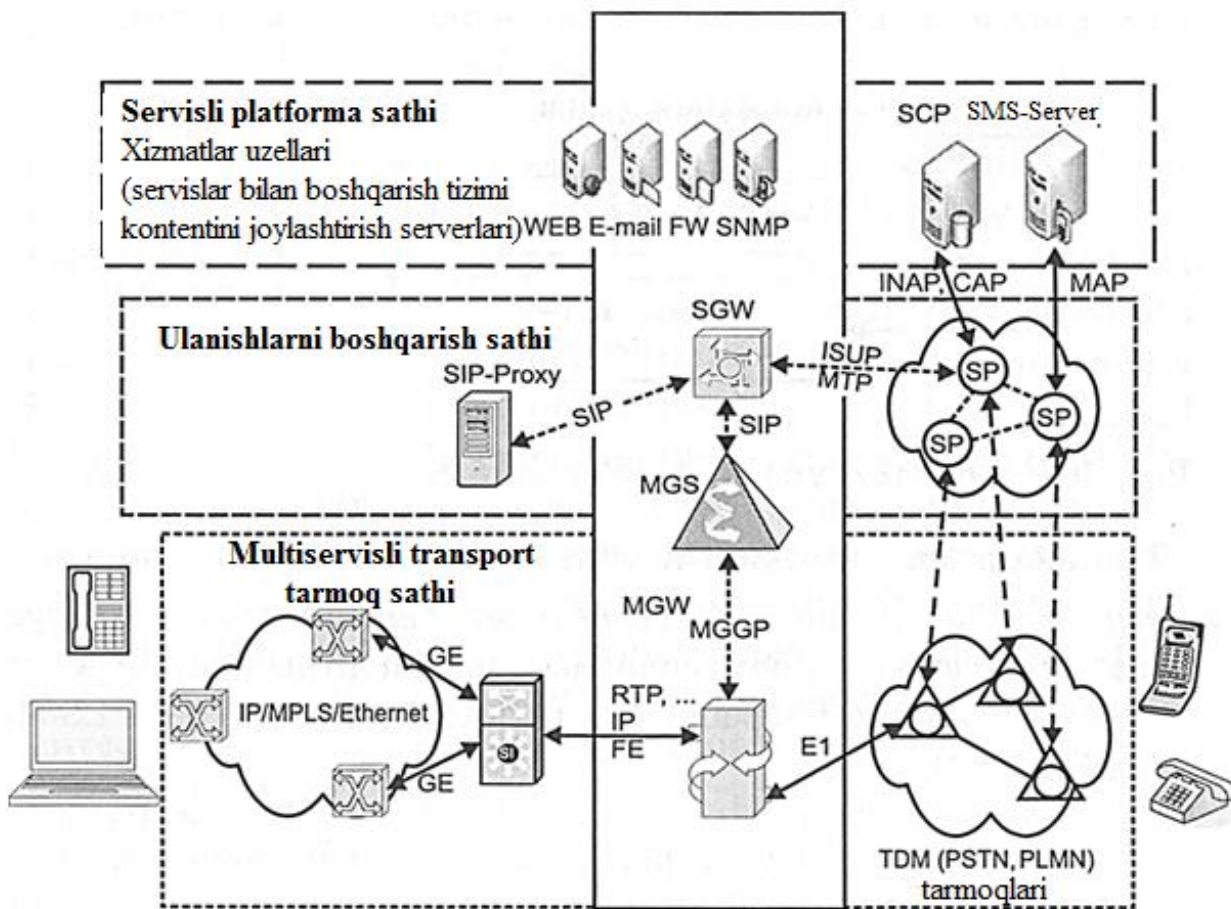 Servisli platforma sathi
Xizmatlar uzellari
(servislar bilan boshqarish tizimi
kontentini joylashtirish serverlari)
WEB E-mail FW SNMP
SCP SMS-Server
INAP, CAP
MAP
Ulanishlarni boshqarish sathi
SGW
SIP-Proxy
SIP
ISUP
MTP
SP
SP
SP
SIP
MGS
Multiservisli transport
tarmoq sathi
MGW
MGGP
GE
IP/MPLS/Ethernet
SI
GE
RTP, ...
IP
FE
E1
TDM (PSTN, PLMN)
tarmoqlari